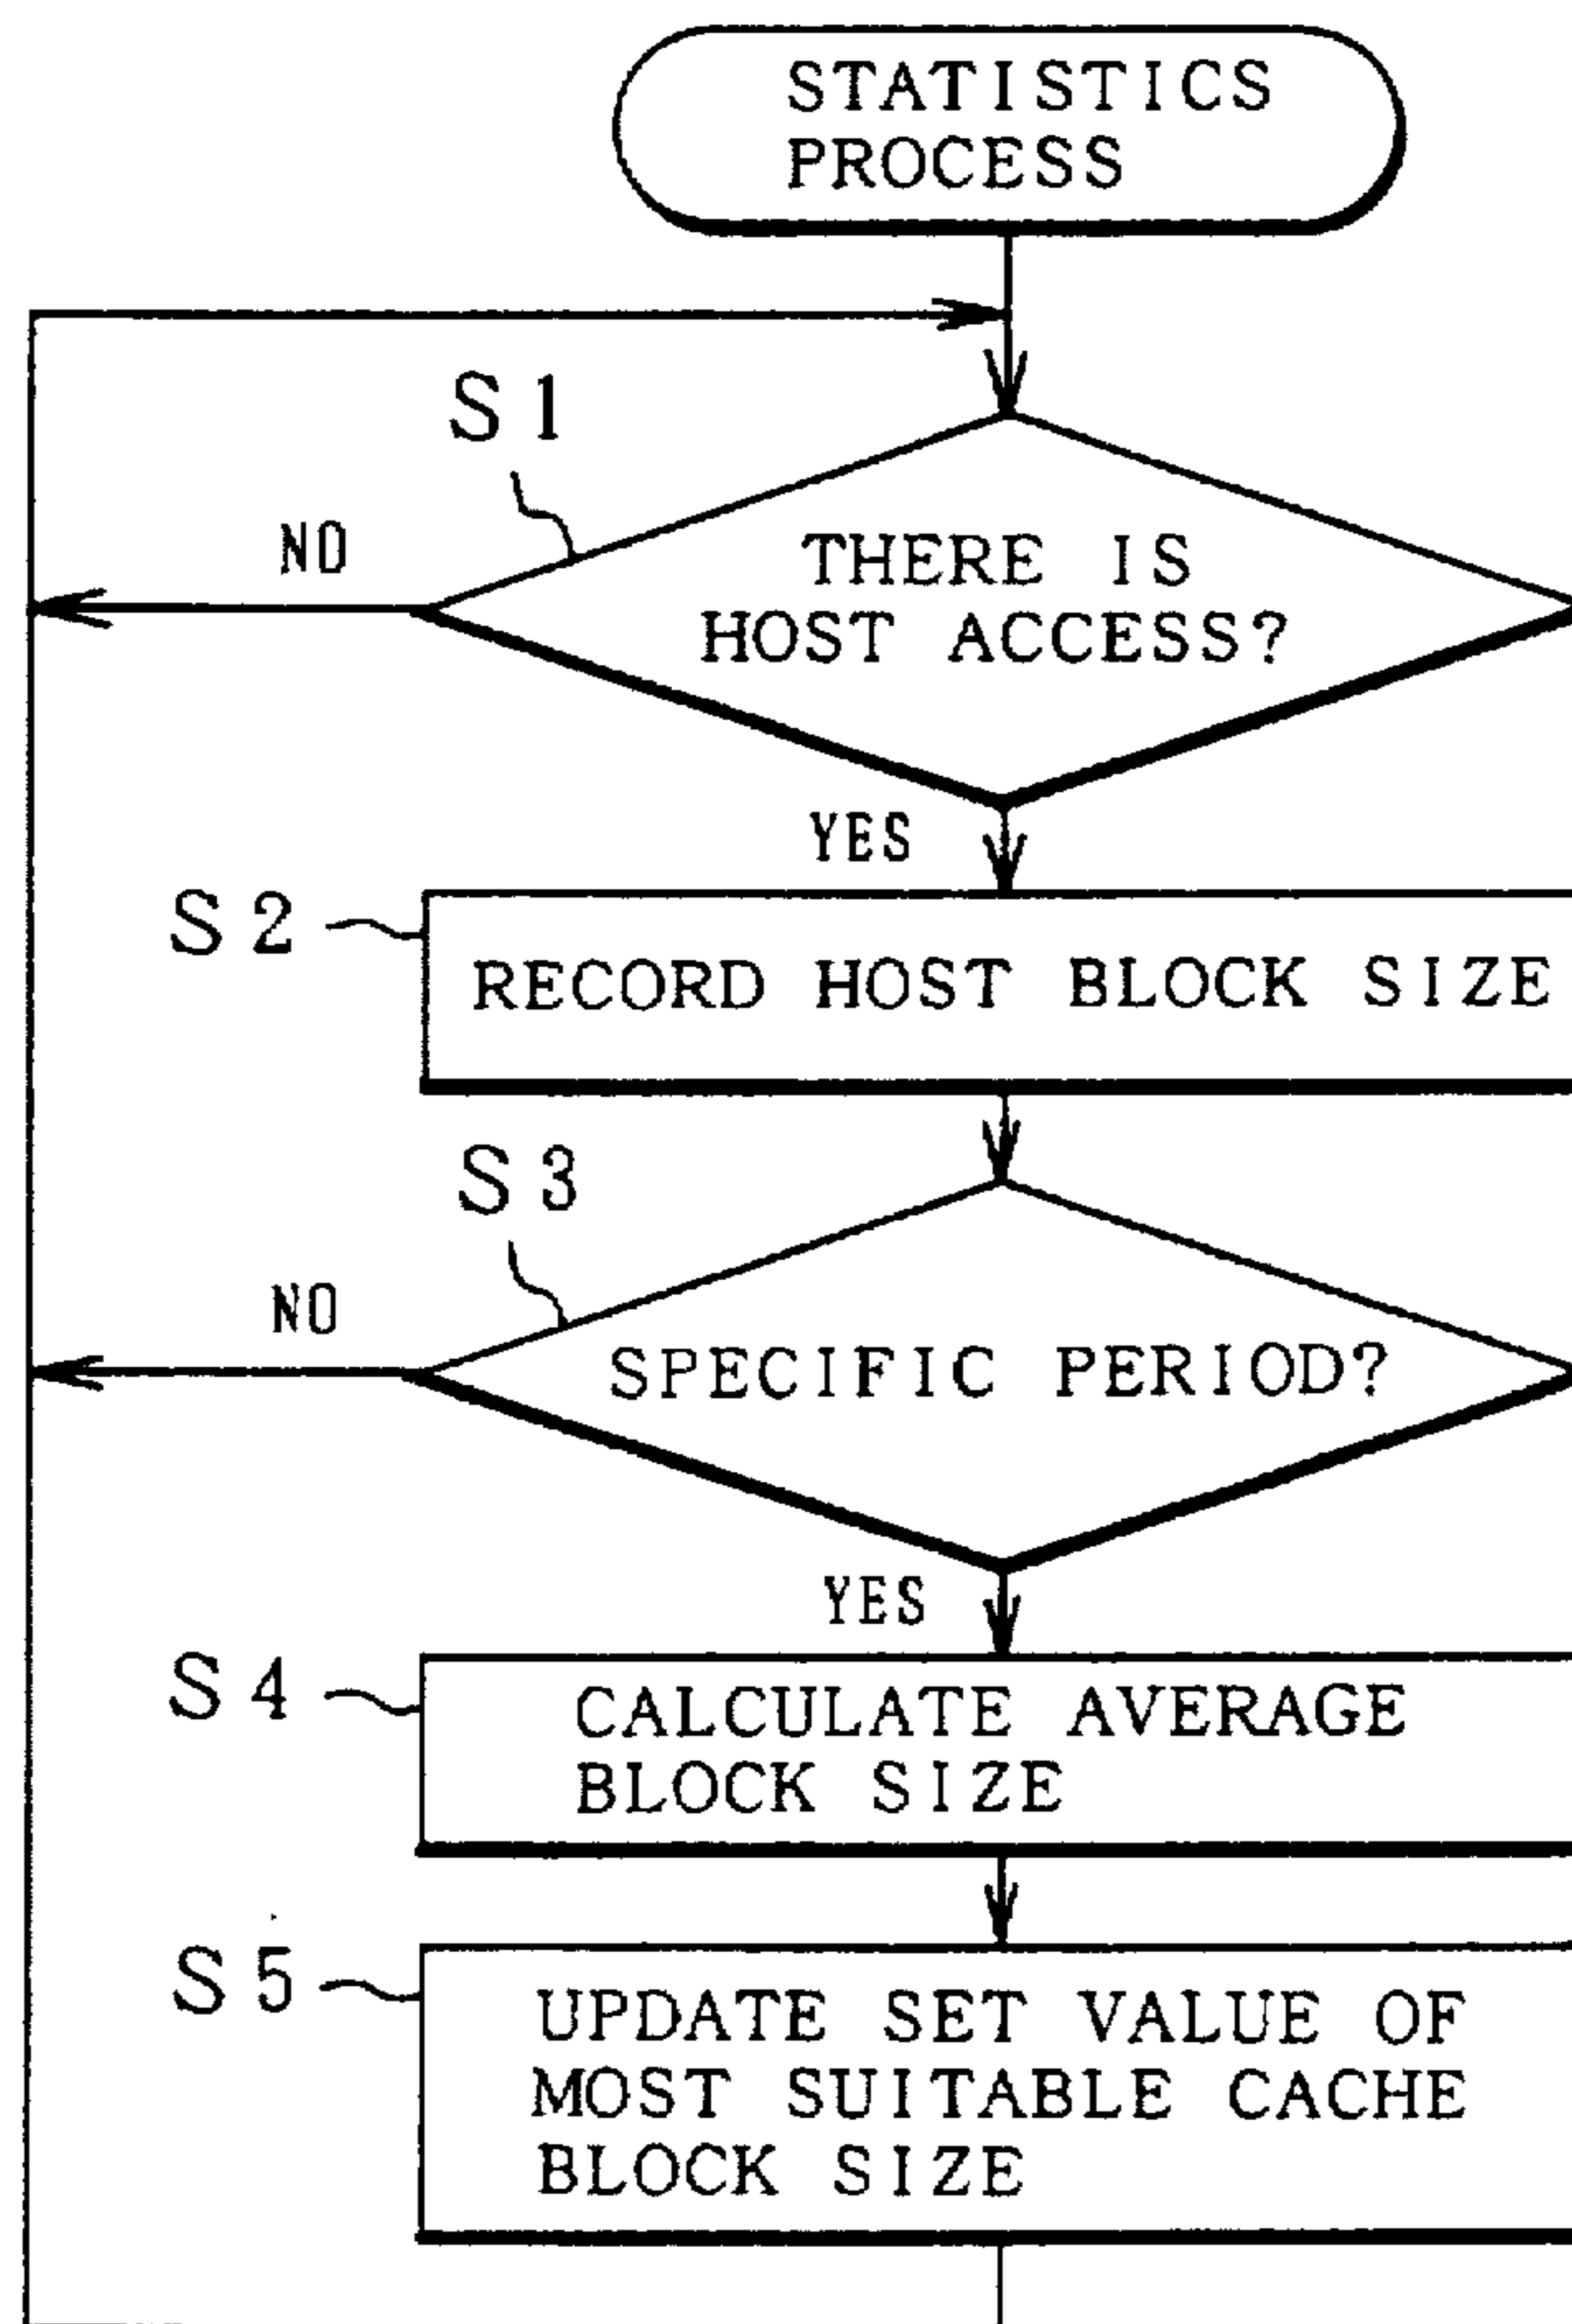 STATISTICS
PROCESS
S1
NO
THERE IS
HOST ACCESS?
YES
S2
RECORD HOST BLOCK SIZE
S3
NO
SPECIFIC PERIOD?
YES
S4
CALCULATE AVERAGE
BLOCK SIZE
S5
UPDATE SET VALUE OF
MOST SUITABLE CACHE
BLOCK SIZE